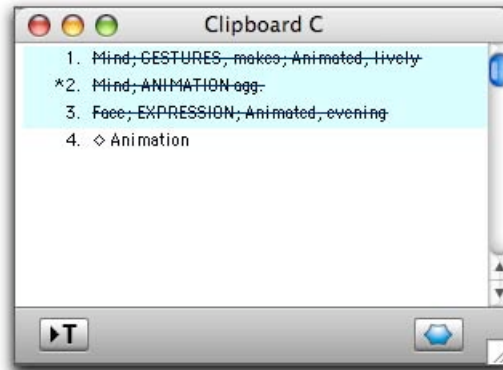 Clipboard C
1. Mind; GESTURES, makes; Animated, lively
*2. Mind; ANIMATION agg.
3. Face; EXPRESSION; Animated, evening
4. ◇ Animation
▸T